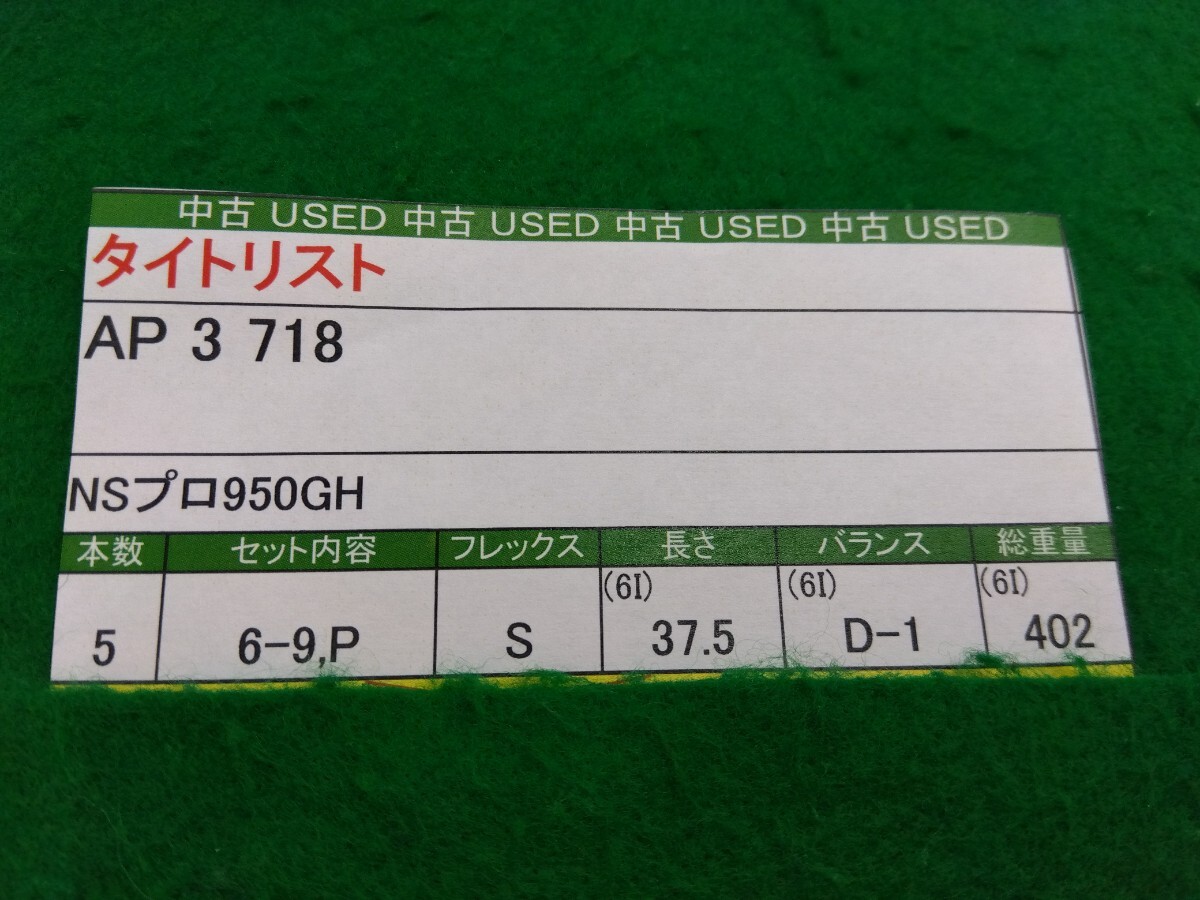 中古 USED 中古 USED 中古 USED 中古 USED
タイトリスト
AP 3 718
NSプロ950GH
本数 セット内容 フレックス 長さ バランス 総重量
(6I) (6I) (6I)
5 6-9,P S 37.5 D-1 402